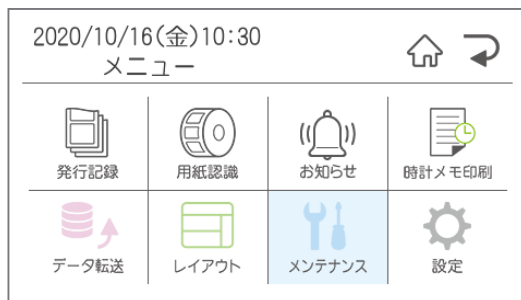 2020/10/16(金)10:30
メニュー
発行記録 用紙認識 お知らせ 時計メモ印刷
データ転送 レイアウト メンテナンス 設定